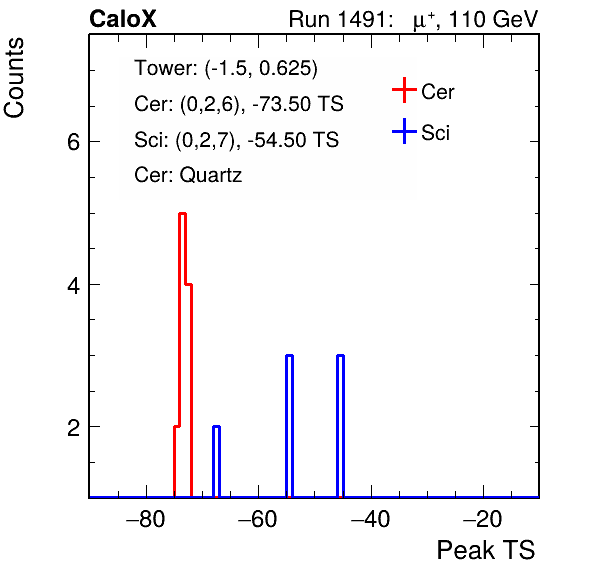 CaloX Run 1491: μ⁺, 110 GeV
Counts
Tower: (-1.5, 0.625)
Cer: (0,2,6), -73.50 TS
Sci: (0,2,7), -54.50 TS
Cer: Quartz
Cer
Sci
6
4
2
−80 −60 −40 −20
Peak TS